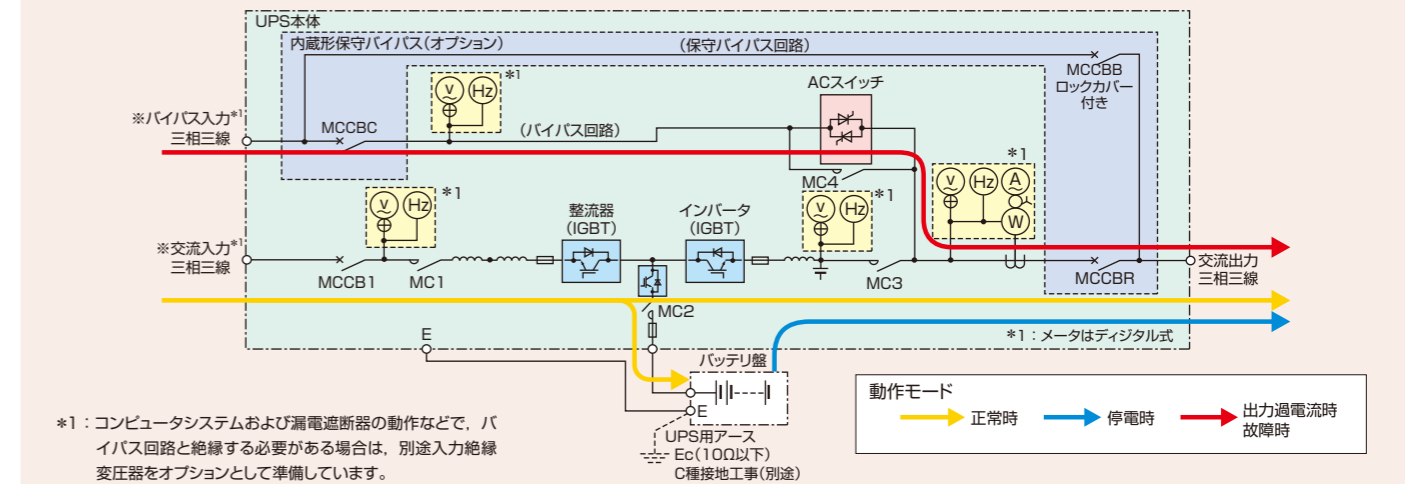 UPS本体
内蔵形保守バイパス(オプション)
(保守バイパス回路)
MCCBB
ロックカバー
付き
ACスイッチ
*1
V
Hz
※バイパス入力*1
三相三線
MCCBC
(バイパス回路)
MC4
*1
V
Hz
A
W
*1
V
Hz
整流器
(IGBT)
インバータ
(IGBT)
*1
V
Hz
※交流入力*1
三相三線
MCCB1
MC1
MC3
MCCBR
交流出力
三相三線
MC2
E
*1:メータはディジタル式
バッテリ盤
E
UPS用アース
Ec(10Ω以下)
C種接地工事(別途)
動作モード
正常時
停電時
出力過電流時
故障時
*1:コンピュータシステムおよび漏電遮断器の動作などで,バ
イパス回路と絶縁する必要がある場合は,別途入力絶縁
変圧器をオプションとして準備しています。